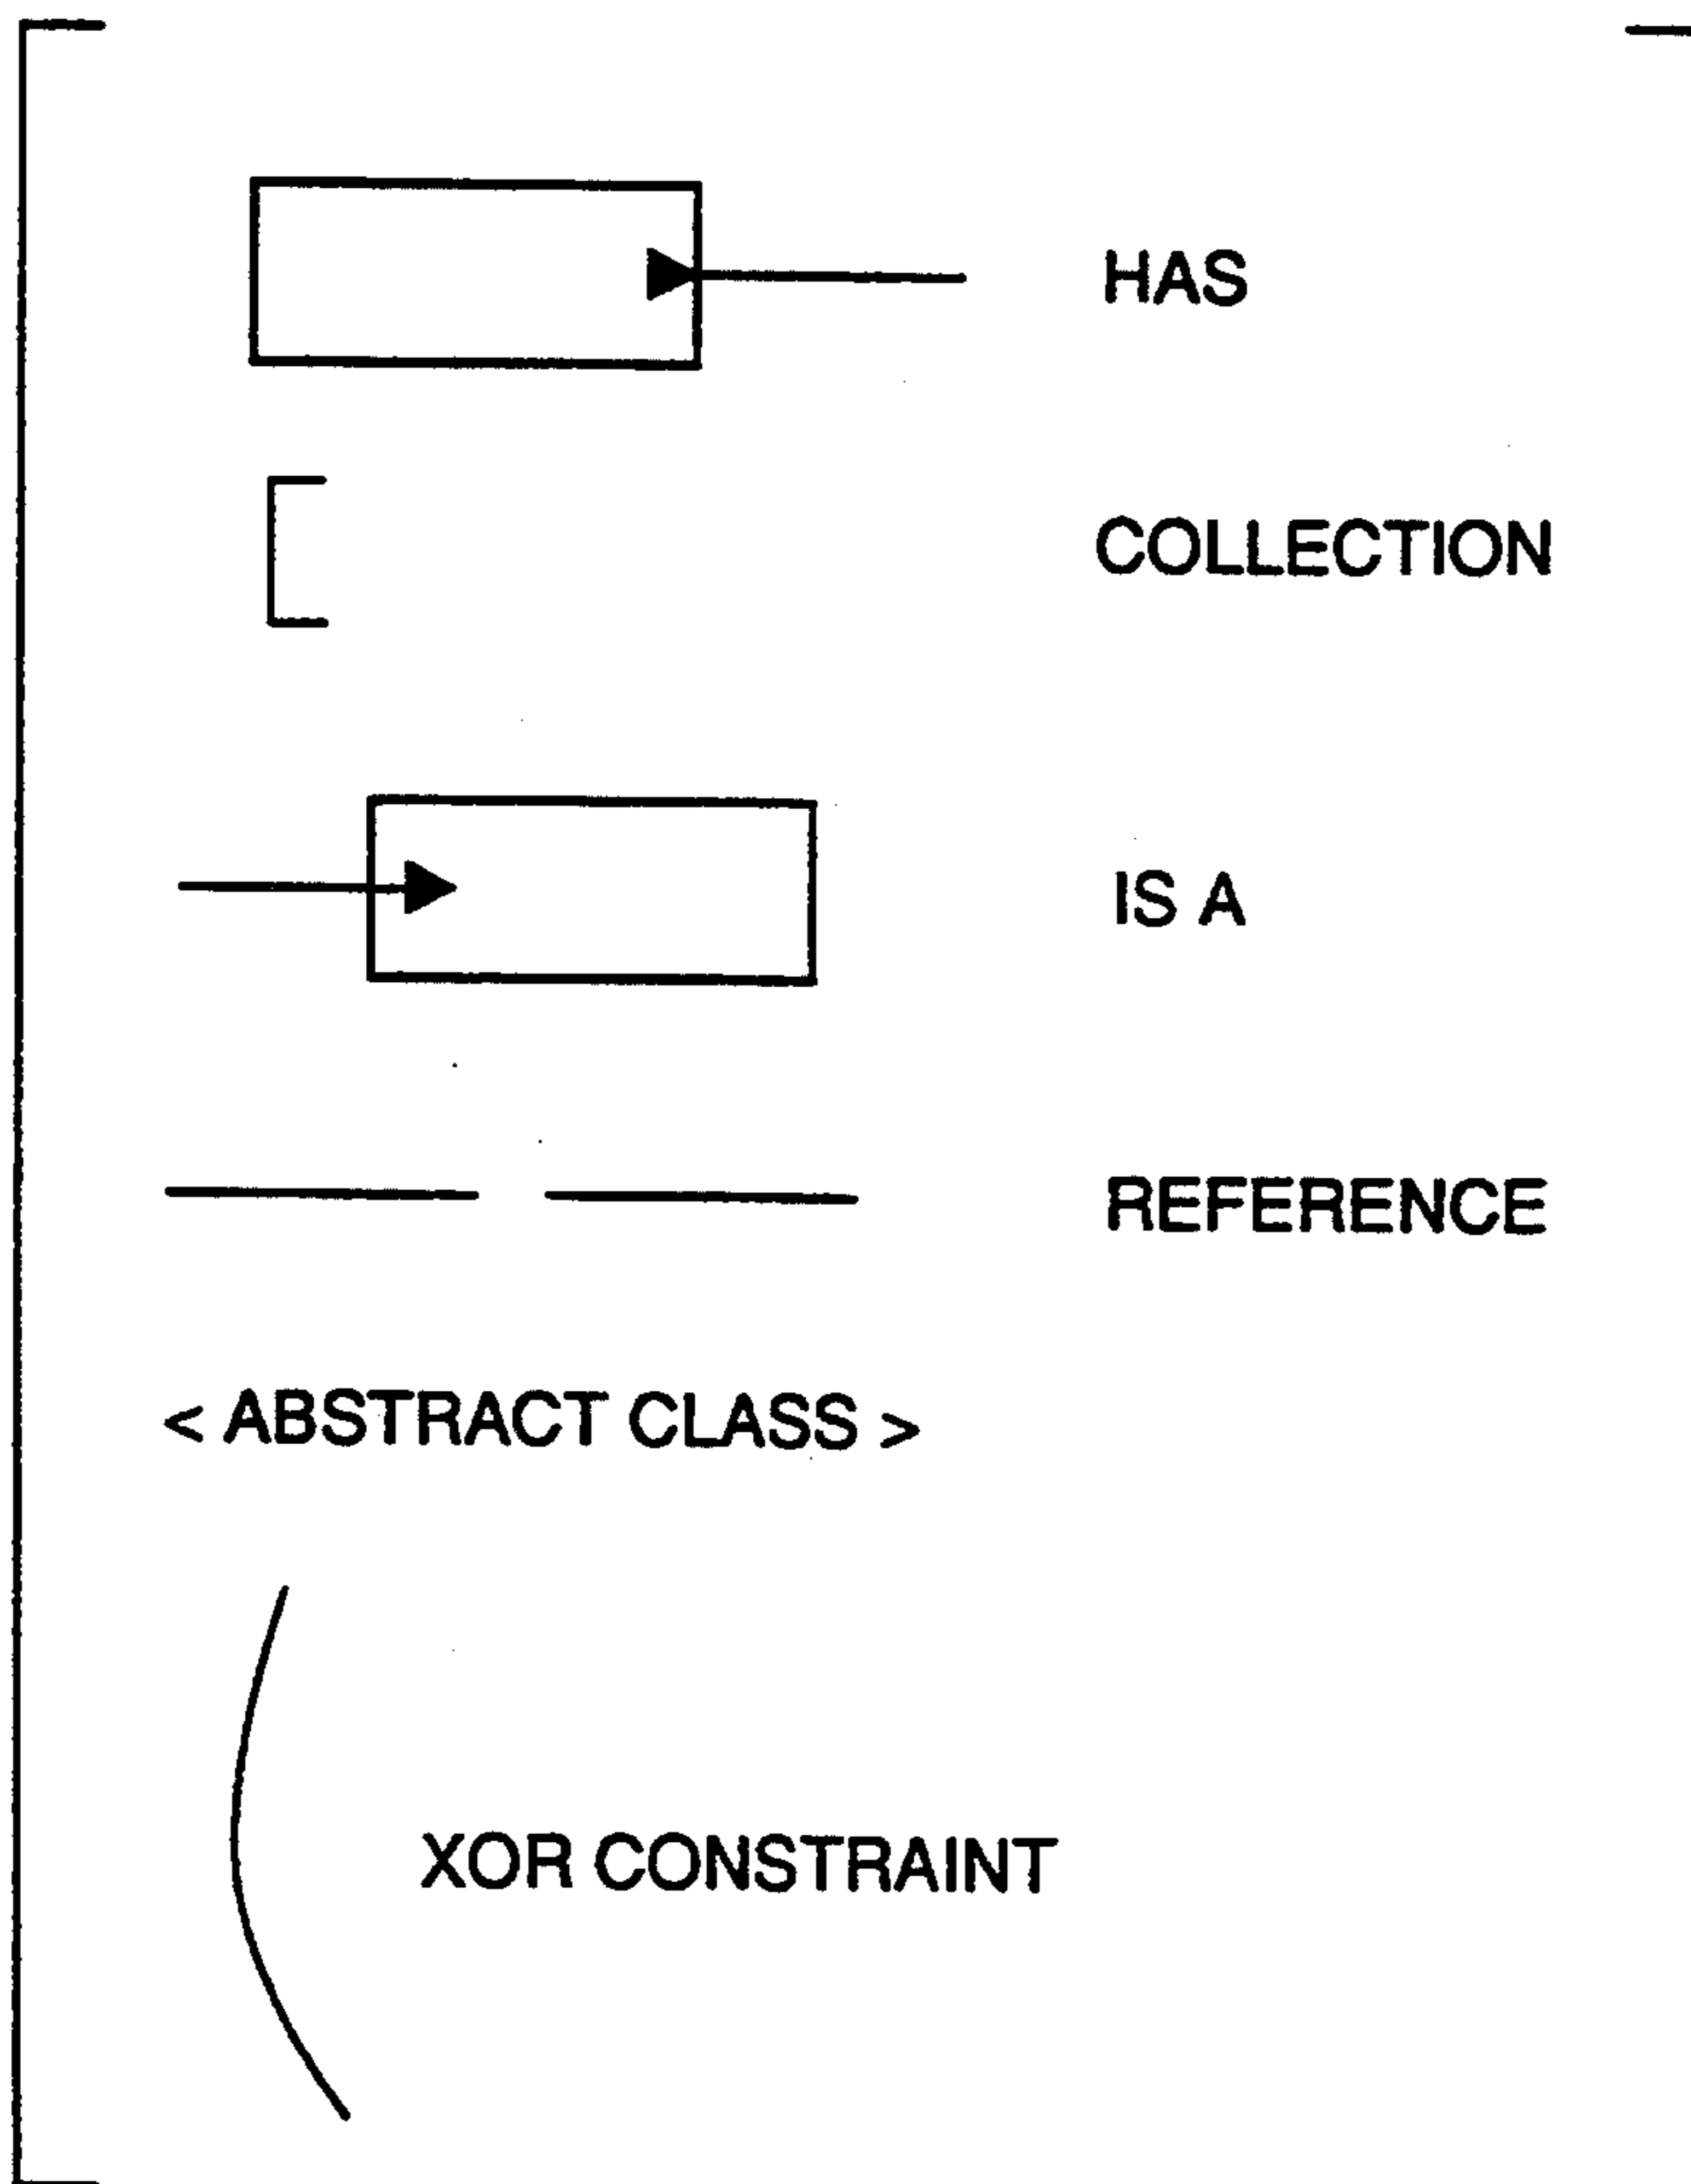 HAS
COLLECTION
IS A
REFERENCE
< ABSTRACT CLASS >
XOR CONSTRAINT